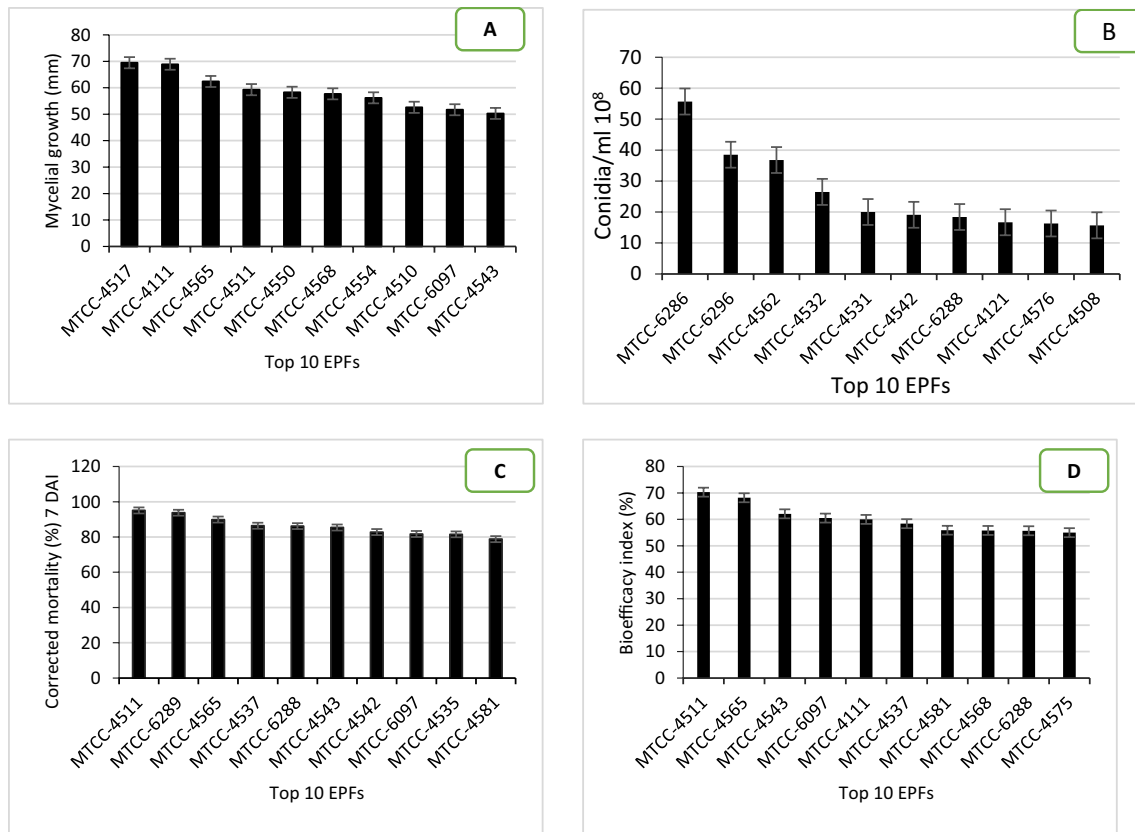 A
Mycelial growth (mm)
80
70
60
50
40
30
20
10
0
MTCC-4517
MTCC-4111
MTCC-4565
MTCC-4511
MTCC-4550
MTCC-4568
MTCC-4554
MTCC-4510
MTCC-6097
MTCC-4543
Top 10 EPFs
B
Conidia/ml 10⁸
70
60
50
40
30
20
10
0
MTCC-6286
MTCC-6296
MTCC-4562
MTCC-4532
MTCC-4531
MTCC-4542
MTCC-6288
MTCC-4121
MTCC-4576
MTCC-4508
Top 10 EPFs
C
Corrected mortality (%) 7 DAI
120
100
80
60
40
20
0
MTCC-4511
MTCC-6289
MTCC-4565
MTCC-4537
MTCC-6288
MTCC-4543
MTCC-4542
MTCC-6097
MTCC-4535
MTCC-4581
Top 10 EPFs
D
Bioefficacy index (%)
80
70
60
50
40
30
20
10
0
MTCC-4511
MTCC-4565
MTCC-4543
MTCC-6097
MTCC-4111
MTCC-4537
MTCC-4581
MTCC-4568
MTCC-6288
MTCC-4575
Top 10 EPFs